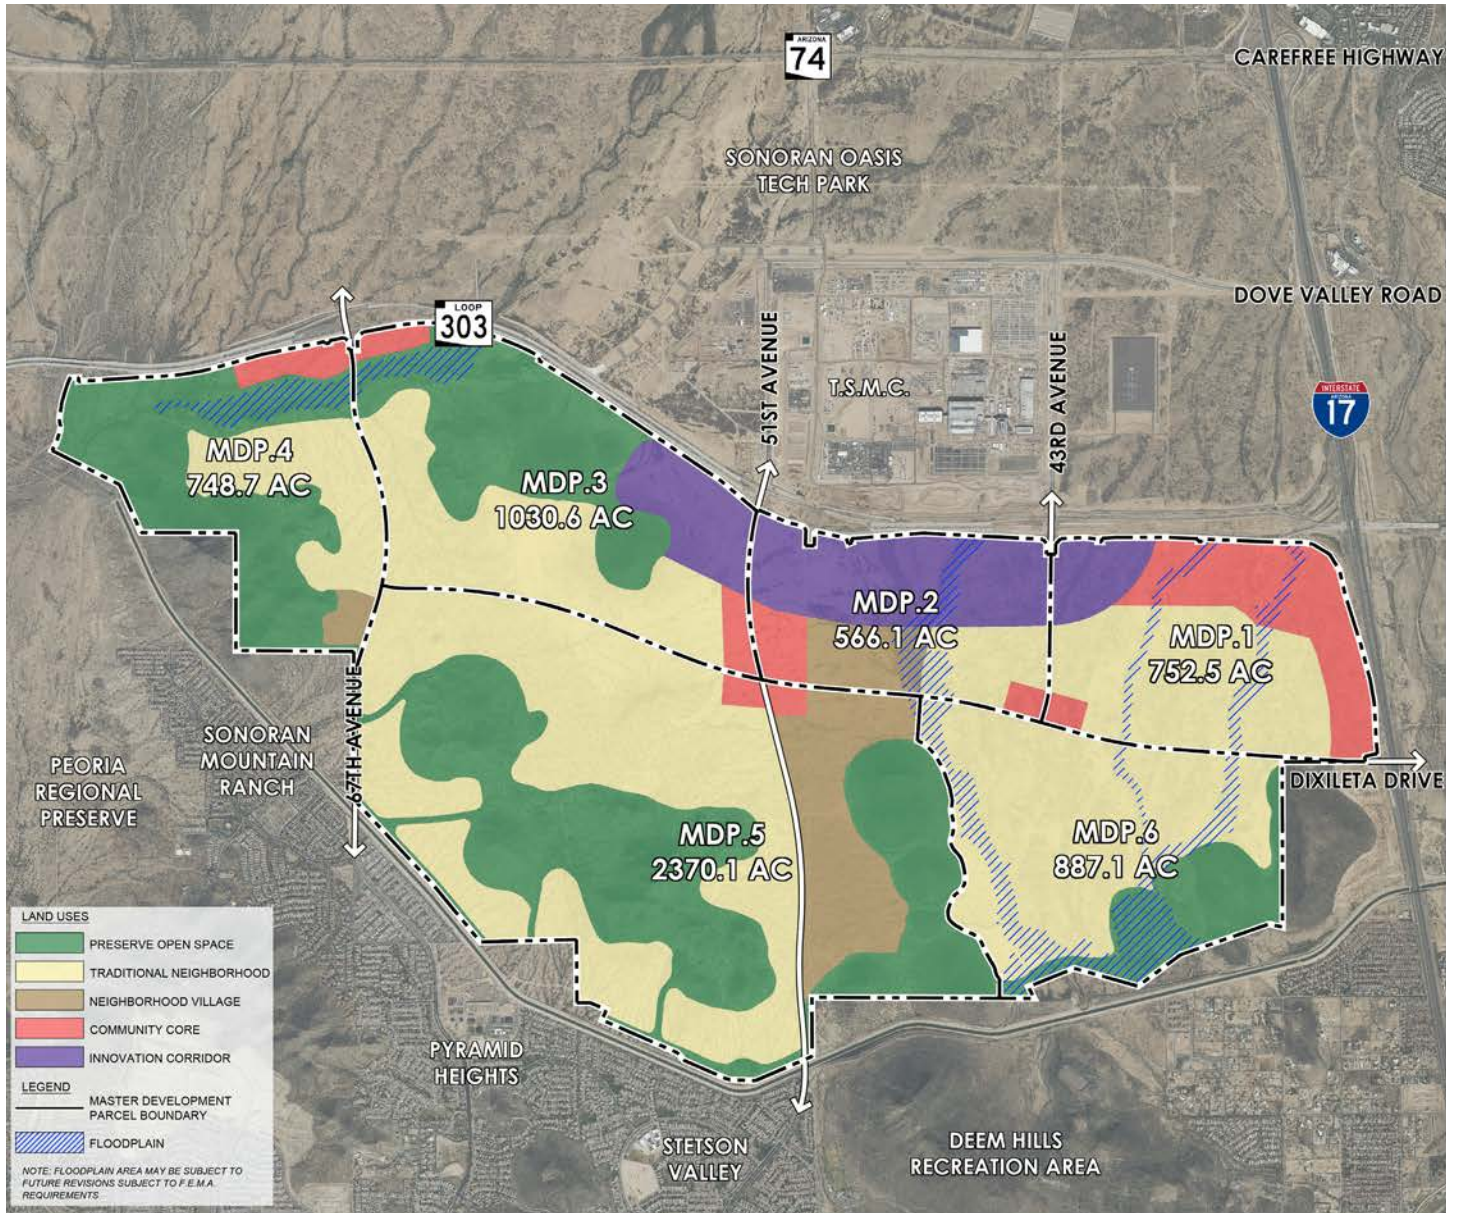 ARIZONA
74
CAREFREE HIGHWAY
SONORAN OASIS
TECH PARK
DOVE VALLEY ROAD
LOOP
303
51ST AVENUE
T.S.M.C.
43RD AVENUE
INTERSTATE
ARIZONA
17
MDP.4
748.7 AC
MDP.3
1030.6 AC
MDP.2
566.1 AC
MDP.1
752.5 AC
67TH AVENUE
SONORAN
MOUNTAIN
RANCH
PEORIA
REGIONAL
PRESERVE
DIXILETA DRIVE
MDP.5
2370.1 AC
MDP.6
887.1 AC
PYRAMID
HEIGHTS
STETSON
VALLEY
DEEM HILLS
RECREATION AREA
LAND USES
PRESERVE OPEN SPACE
TRADITIONAL NEIGHBORHOOD
NEIGHBORHOOD VILLAGE
COMMUNITY CORE
INNOVATION CORRIDOR
LEGEND
MASTER DEVELOPMENT
PARCEL BOUNDARY
FLOODPLAIN
NOTE: FLOODPLAIN AREA MAY BE SUBJECT TO
FUTURE REVISIONS SUBJECT TO F.E.M.A.
REQUIREMENTS